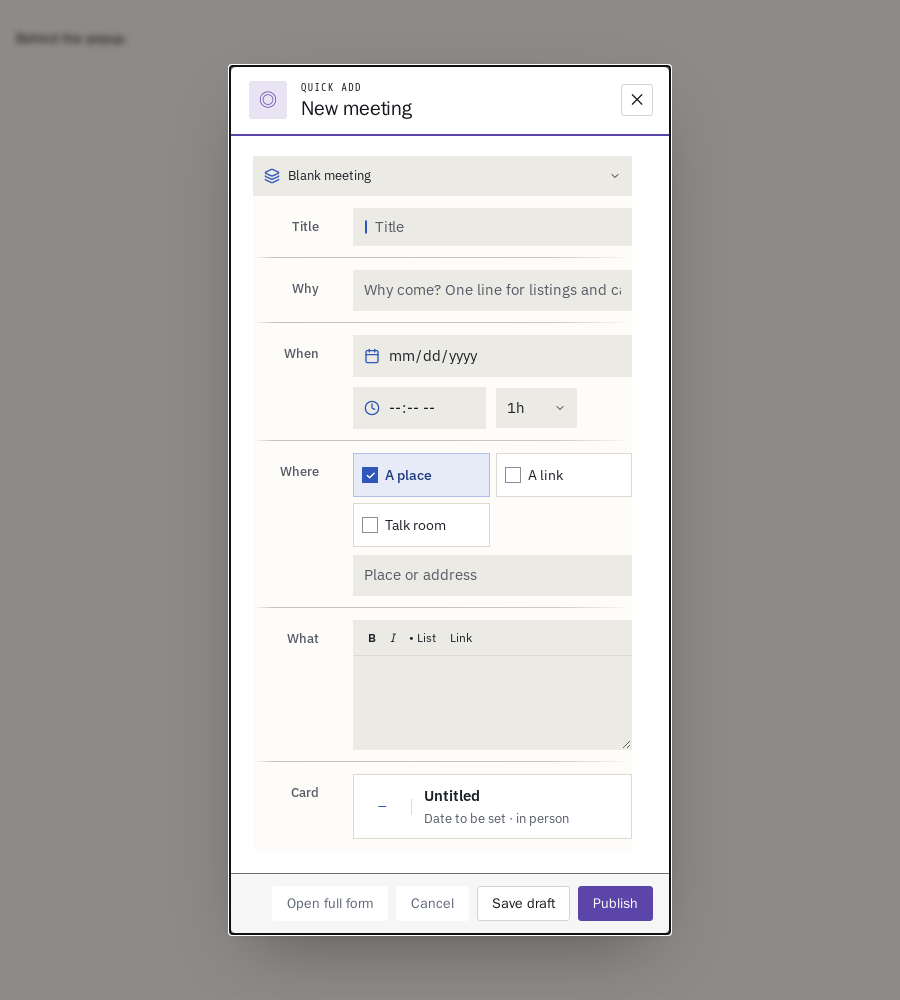 Behind the popup.
QUICK ADD
New meeting
Blank meeting
Title
Title
Why
Why come? One line for listings and ca
When
mm/dd/yyyy
--:-- --
1h
Where
A place
A link
Talk room
Place or address
What
B I • List Link
Card
–
Untitled
Date to be set · in person
Open full form
Cancel
Save draft
Publish